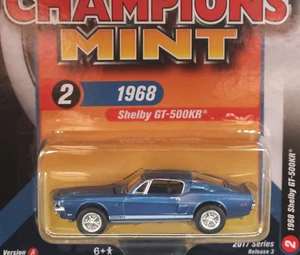 CHAMPIONS
MINT
2 1968
Shelby GT-500KR®
Version A 6+
2017 Series
Release 3
2 1968 Shelby GT-500KR®